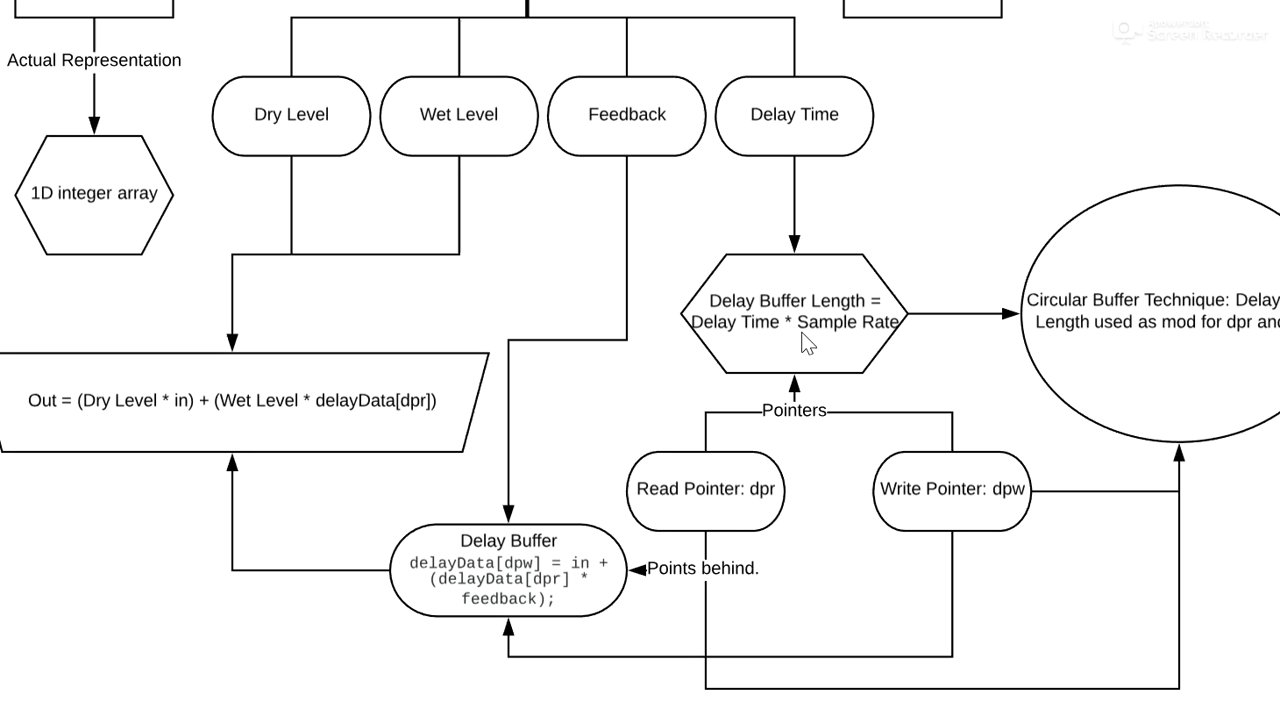 Screen Recorder
Actual Representation
Dry Level
Wet Level
Feedback
Delay Time
1D integer array
Delay Buffer Length =
Delay Time * Sample Rate
Circular Buffer Technique: Delay
Length used as mod for dpr and
Out = (Dry Level * in) + (Wet Level * delayData[dpr])
Pointers
Read Pointer: dpr
Write Pointer: dpw
Delay Buffer
delayData[dpw] = in +
(delayData[dpr] *
feedback);
Points behind.